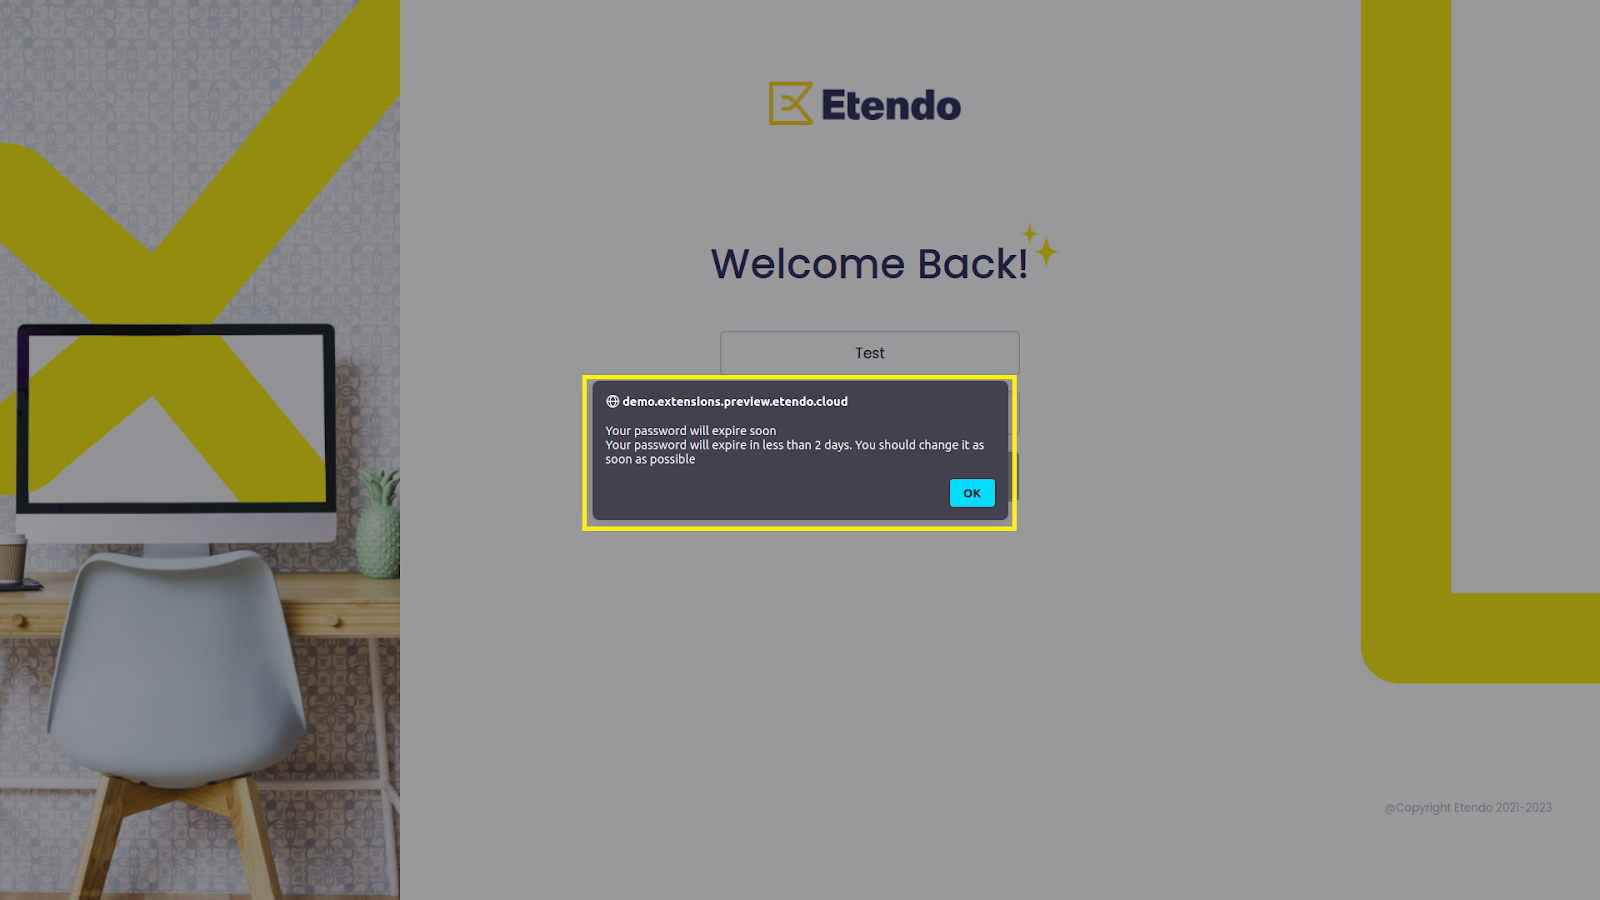 Etendo
Welcome Back!
Test
demo.extensions.preview.etendo.cloud
Your password will expire soon
Your password will expire in less than 2 days. You should change it as
soon as possible
OK
@Copyright Etendo 2021-2023